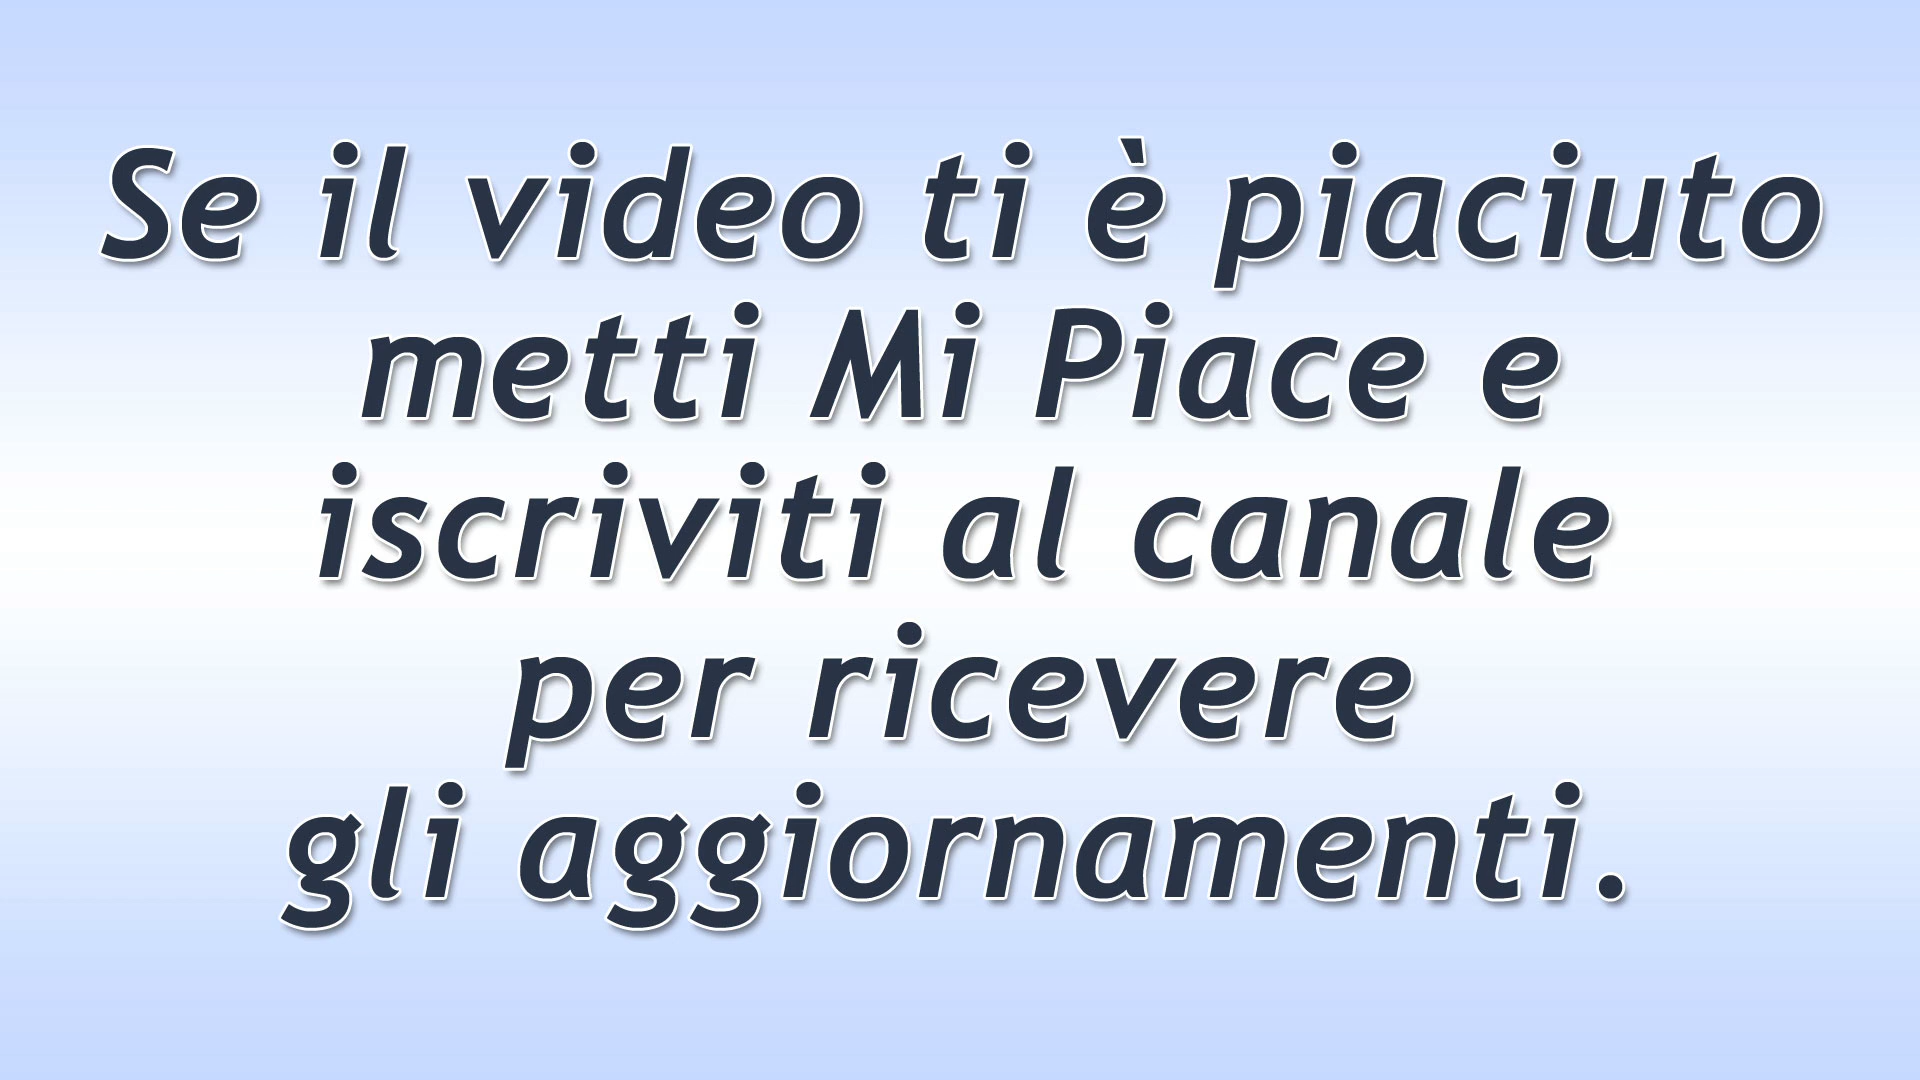 Se il video ti è piaciuto
metti Mi Piace e
iscriviti al canale
per ricevere
gli aggiornamenti.